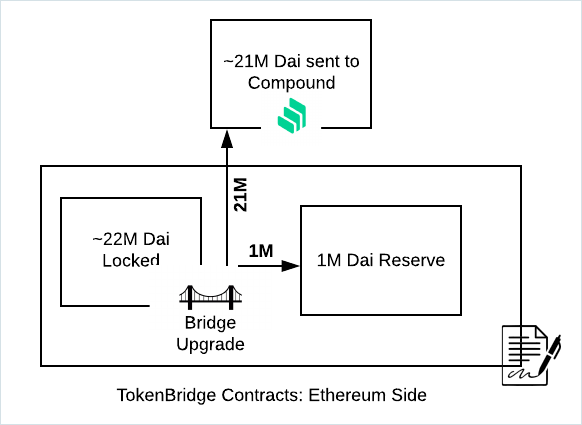 ~21M Dai sent to
Compound
21M
~22M Dai
Locked
1M
1M Dai Reserve
Bridge
Upgrade
TokenBridge Contracts: Ethereum Side